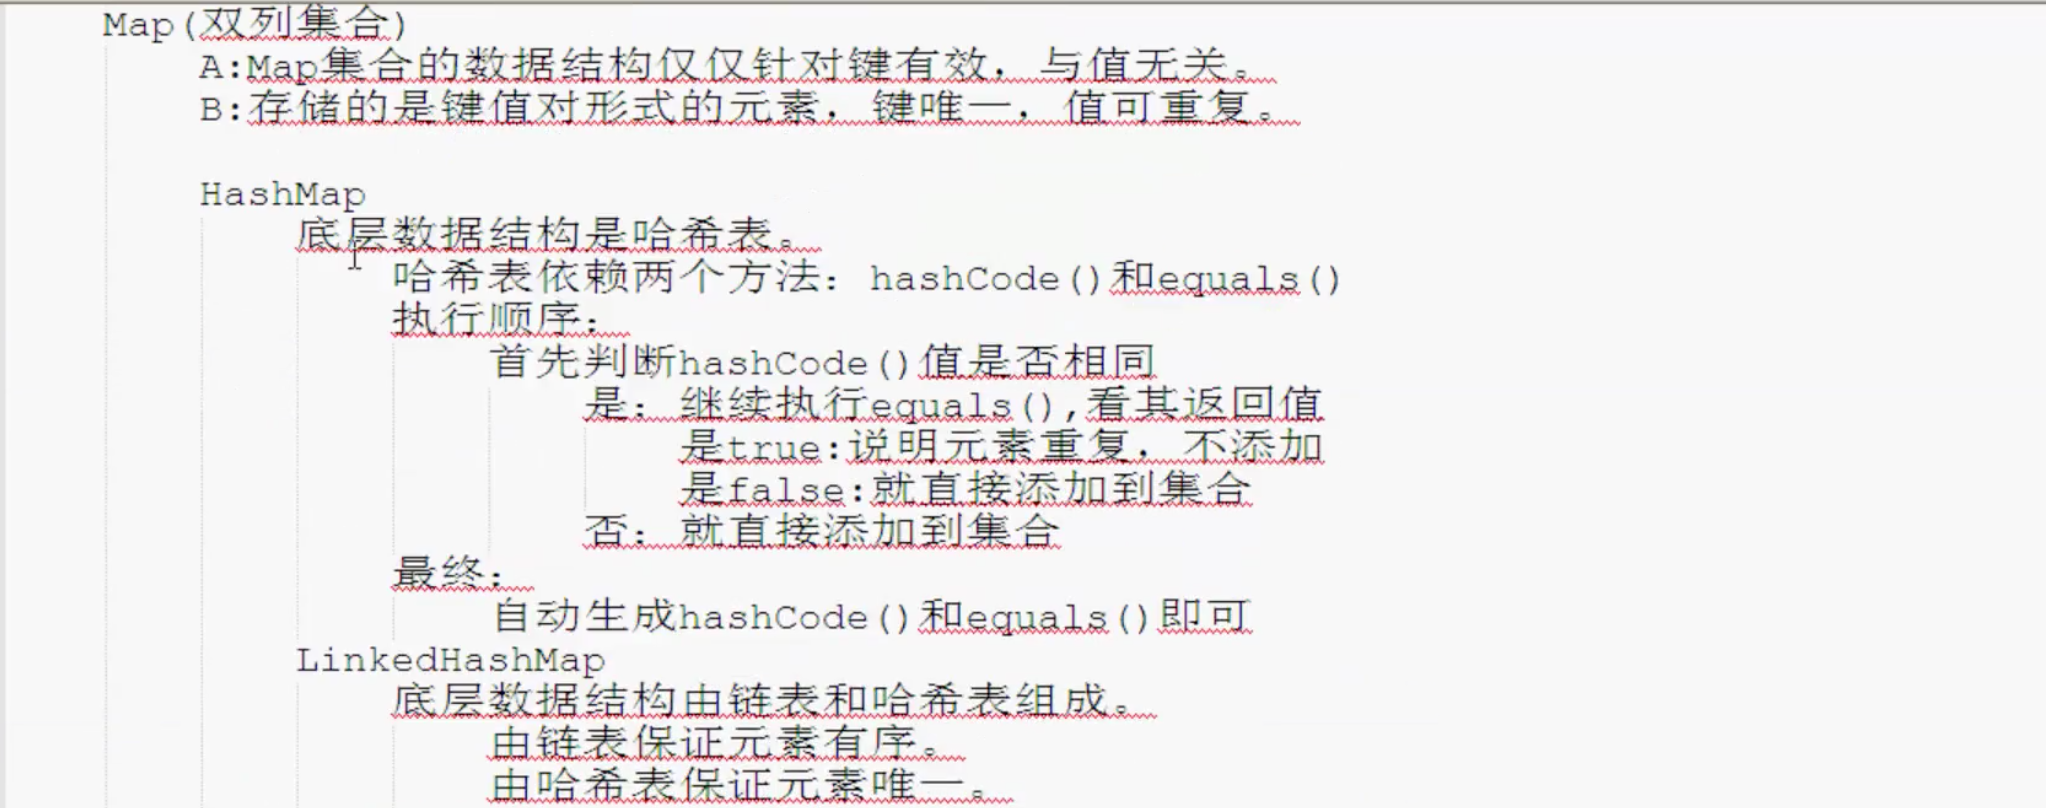 Map(双列集合)
A:Map集合的数据结构仅仅针对键有效，与值无关。
B:存储的是键值对形式的元素，键唯一，值可重复。
HashMap
底层数据结构是哈希表。
哈希表依赖两个方法：hashCode()和equals()
执行顺序：
首先判断hashCode()值是否相同
是：继续执行equals(),看其返回值
是true:说明元素重复，不添加
是false:就直接添加到集合
否：就直接添加到集合
最终：
自动生成hashCode()和equals()即可
LinkedHashMap
底层数据结构由链表和哈希表组成。
由链表保证元素有序。
由哈希表保证元素唯一。